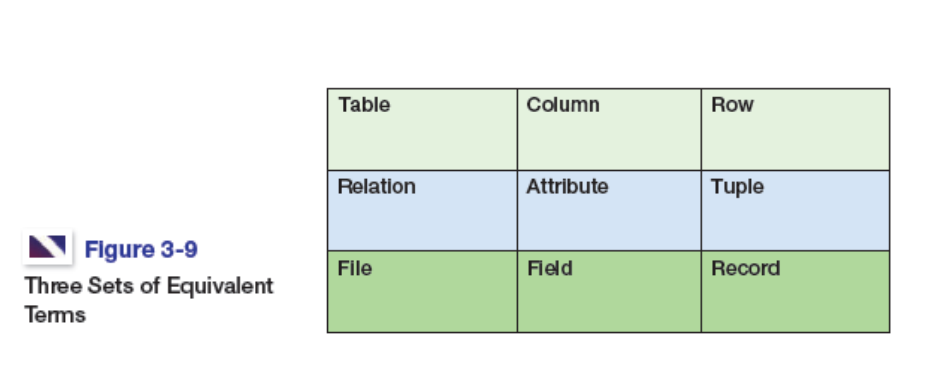 Table Column Row
Relation Attribute Tuple
Figure 3-9
File Field Record
Three Sets of Equivalent
Terms